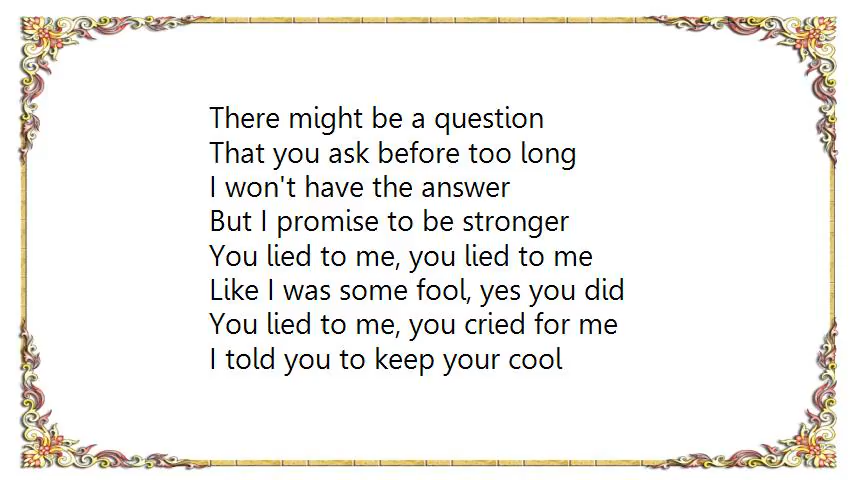 There might be a question
That you ask before too long
I won't have the answer
But I promise to be stronger
You lied to me, you lied to me
Like I was some fool, yes you did
You lied to me, you cried for me
I told you to keep your cool